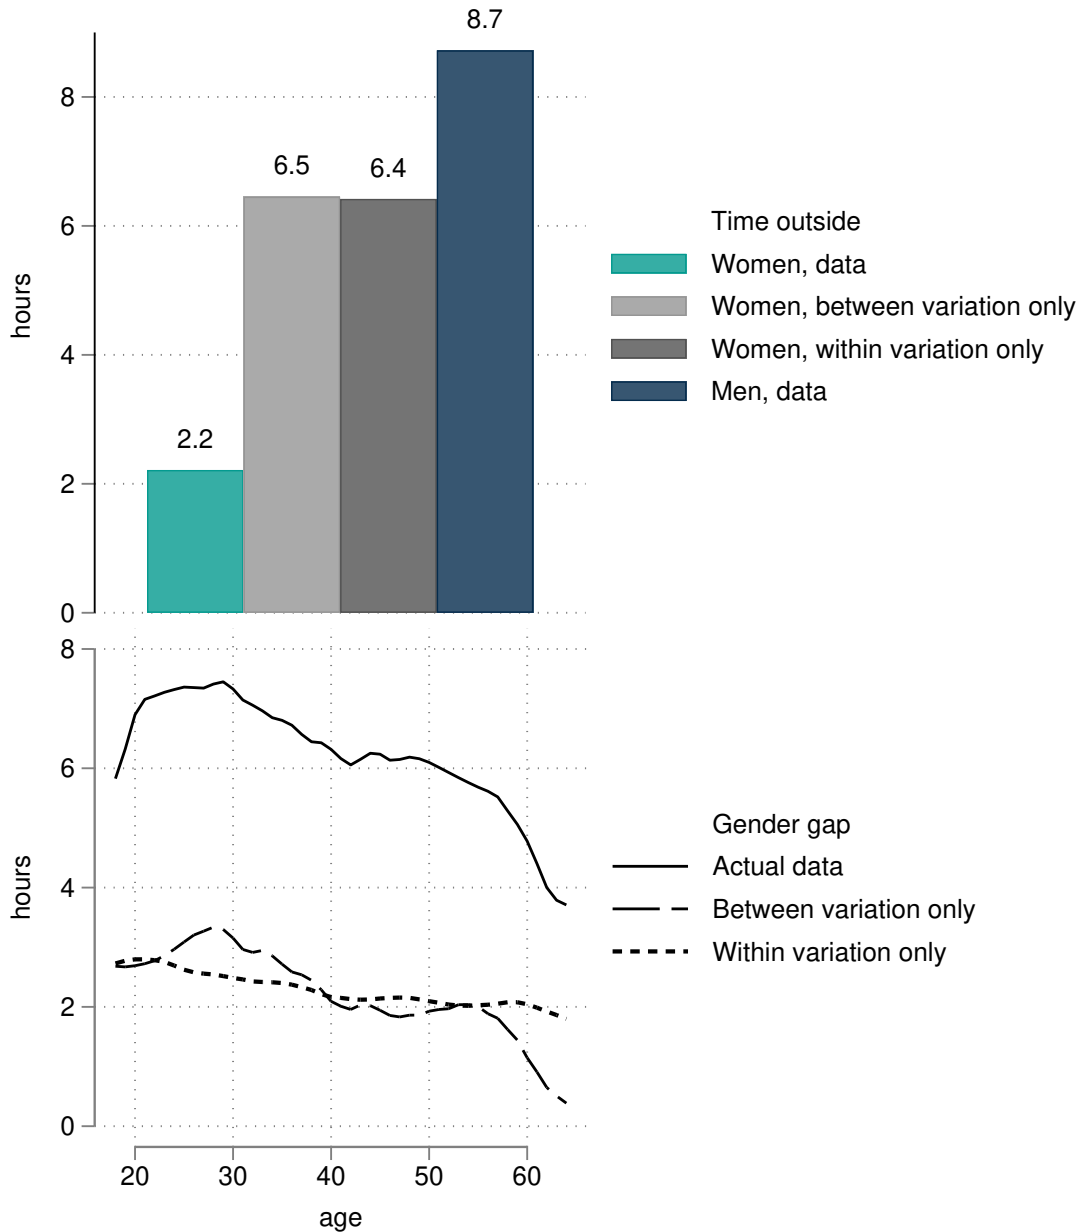 8.7
8
6.5
6.4
6
Time outside
Women, data
Women, between variation only
Women, within variation only
Men, data
hours
4
2.2
2
0
8
6
4
2
0
hours
Gender gap
Actual data
Between variation only
Within variation only
20 30 40 50 60
age